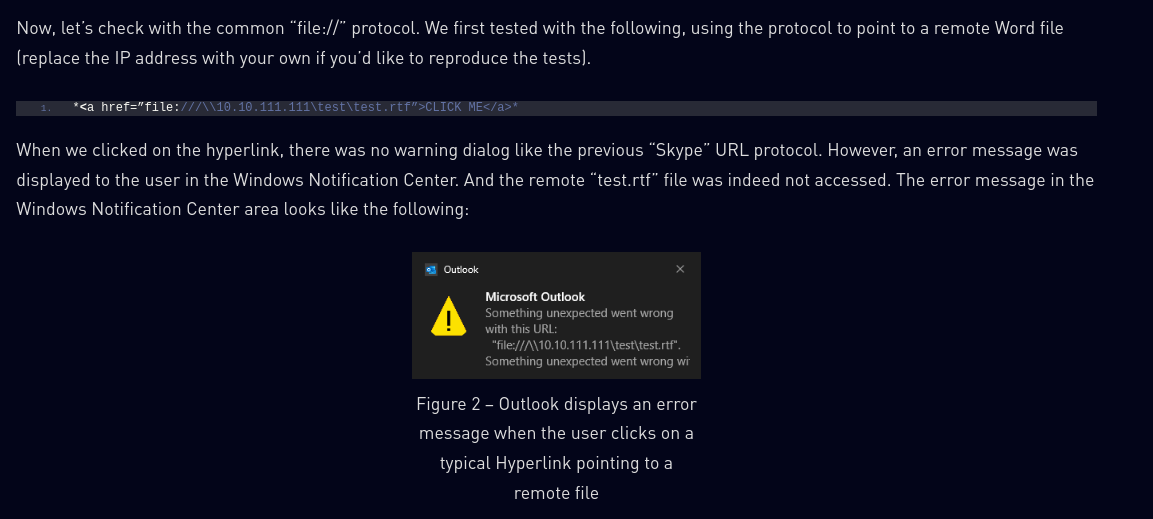 Now, let’s check with the common “file://” protocol. We first tested with the following, using the protocol to point to a remote Word file
(replace the IP address with your own if you’d like to reproduce the tests).
1. *<a href=”file:///\\10.10.111.111\test\test.rtf”>CLICK ME</a>*
When we clicked on the hyperlink, there was no warning dialog like the previous “Skype” URL protocol. However, an error message was
displayed to the user in the Windows Notification Center. And the remote “test.rtf” file was indeed not accessed. The error message in the
Windows Notification Center area looks like the following:
Outlook
Microsoft Outlook
Something unexpected went wrong
with this URL:
"file:///\\10.10.111.111\test\test.rtf".
Something unexpected went wrong wit
Figure 2 – Outlook displays an error
message when the user clicks on a
typical Hyperlink pointing to a
remote file